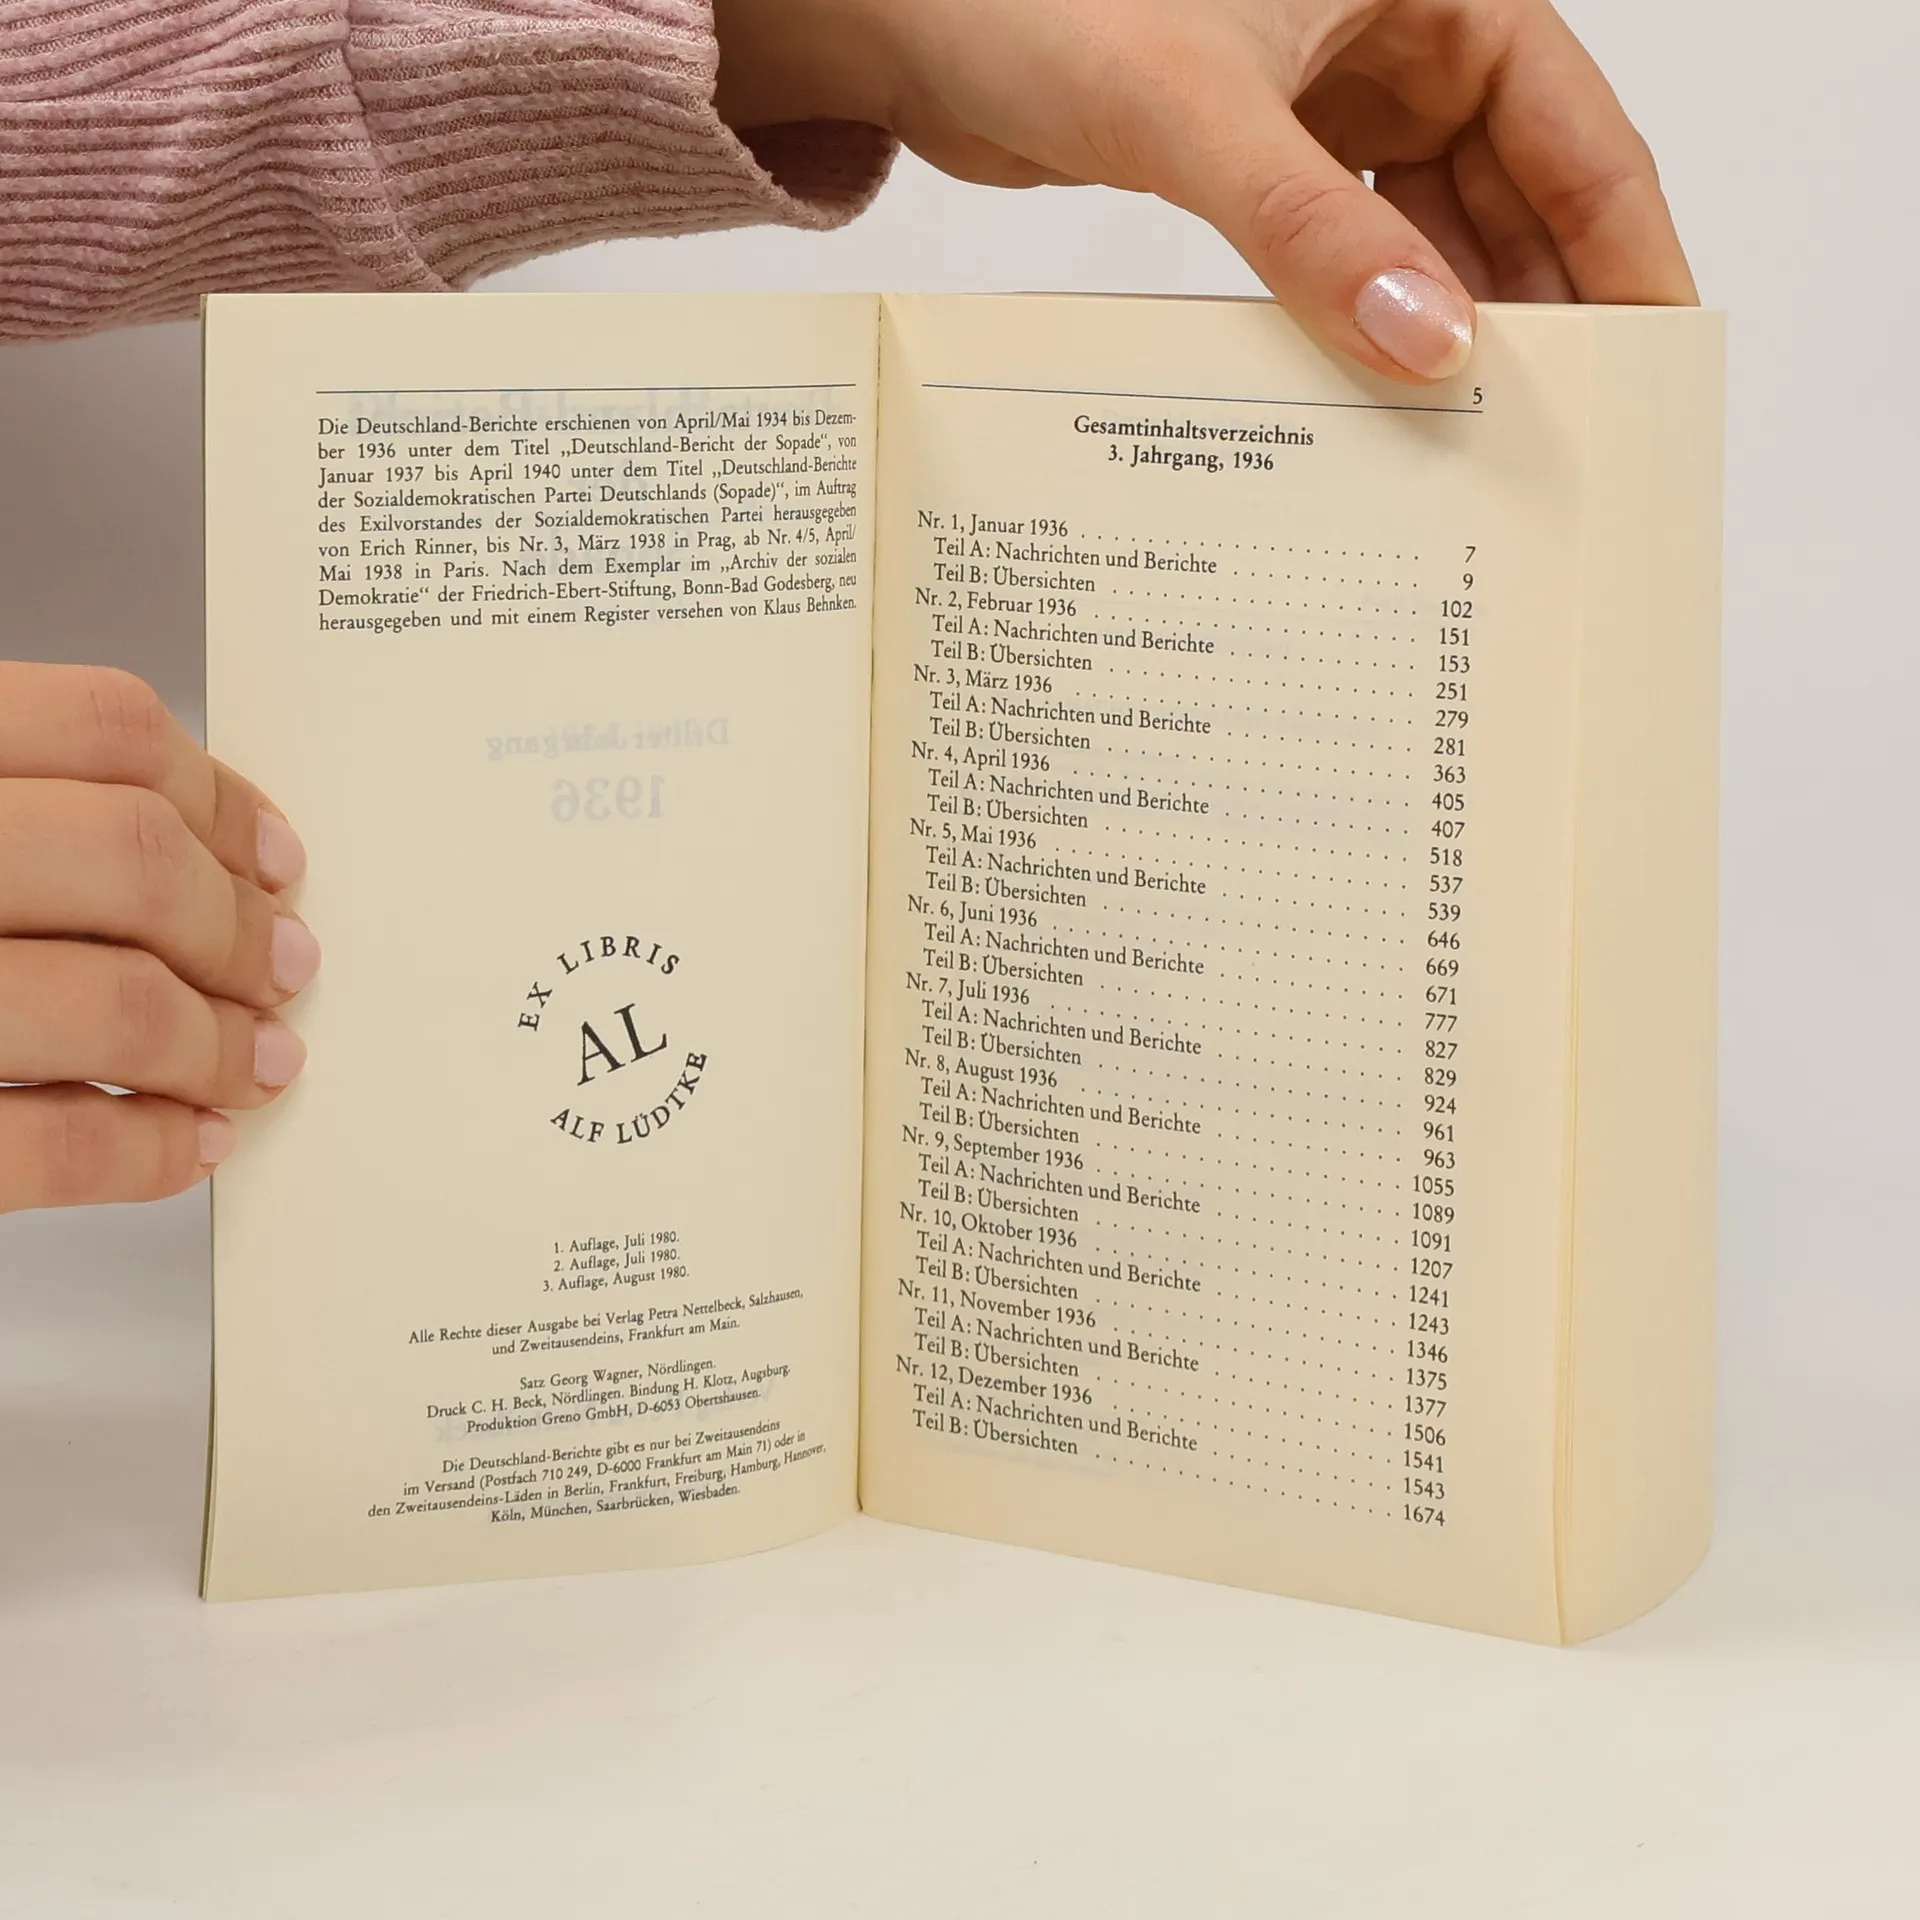 Die Deutschland-Berichte erschienen von April/Mai 1934 bis Dezem-
ber 1936 unter dem Titel „Deutschland-Bericht der Sopade“, von
Januar 1937 bis April 1940 unter dem Titel „Deutschland-Berichte
der Sozialdemokratischen Partei Deutschlands (Sopade)“, im Auftrag
des Exilvorstandes der Sozialdemokratischen Partei herausgegeben
von Erich Rinner, bis Nr. 3, März 1938 in Prag, ab Nr. 4/5, April/
Mai 1938 in Paris. Nach dem Exemplar im „Archiv der sozialen
Demokratie“ der Friedrich-Ebert-Stiftung, Bonn-Bad Godesberg, neu
herausgegeben und mit einem Register versehen von Klaus Behnken.
Dritter Jahrgang
1936
EX LIBRIS
AL
ALF LÜDTKE
1. Auflage, Juli 1980.
2. Auflage, Juli 1980.
3. Auflage, August 1980.
Alle Rechte dieser Ausgabe bei Verlag Petra Nettelbeck, Salzhausen,
und Zweitausendeins, Frankfurt am Main.
Satz Georg Wagner, Nördlingen.
Druck C. H. Beck, Nördlingen. Bindung H. Klotz, Augsburg.
Produktion Greno GmbH, D-6053 Obertshausen.
Die Deutschland-Berichte gibt es nur bei Zweitausendeins
im Versand (Postfach 710 249, D-6000 Frankfurt am Main 71) oder in
den Zweitausendeins-Läden in Berlin, Frankfurt, Freiburg, Hamburg, Hannover,
Köln, München, Saarbrücken, Wiesbaden.
5
Gesamtinhaltsverzeichnis
3. Jahrgang, 1936
Nr. 1, Januar 1936 . . . . . 7
Teil A: Nachrichten und Berichte . . . . . 9
Teil B: Übersichten . . . . . 102
Nr. 2, Februar 1936 . . . . . 151
Teil A: Nachrichten und Berichte . . . . . 153
Teil B: Übersichten . . . . . 251
Nr. 3, März 1936 . . . . . 279
Teil A: Nachrichten und Berichte . . . . . 281
Teil B: Übersichten . . . . . 363
Nr. 4, April 1936 . . . . . 405
Teil A: Nachrichten und Berichte . . . . . 407
Teil B: Übersichten . . . . . 518
Nr. 5, Mai 1936 . . . . . 537
Teil A: Nachrichten und Berichte . . . . . 539
Teil B: Übersichten . . . . . 646
Nr. 6, Juni 1936 . . . . . 669
Teil A: Nachrichten und Berichte . . . . . 671
Teil B: Übersichten . . . . . 777
Nr. 7, Juli 1936 . . . . . 827
Teil A: Nachrichten und Berichte . . . . . 829
Teil B: Übersichten . . . . . 924
Nr. 8, August 1936 . . . . . 961
Teil A: Nachrichten und Berichte . . . . . 963
Teil B: Übersichten . . . . . 1055
Nr. 9, September 1936 . . . . . 1089
Teil A: Nachrichten und Berichte . . . . . 1091
Teil B: Übersichten . . . . . 1207
Nr. 10, Oktober 1936 . . . . . 1241
Teil A: Nachrichten und Berichte . . . . . 1243
Teil B: Übersichten . . . . . 1346
Nr. 11, November 1936 . . . . . 1375
Teil A: Nachrichten und Berichte . . . . . 1377
Teil B: Übersichten . . . . . 1506
Nr. 12, Dezember 1936 . . . . . 1541
Teil A: Nachrichten und Berichte . . . . . 1543
Teil B: Übersichten . . . . . 1674